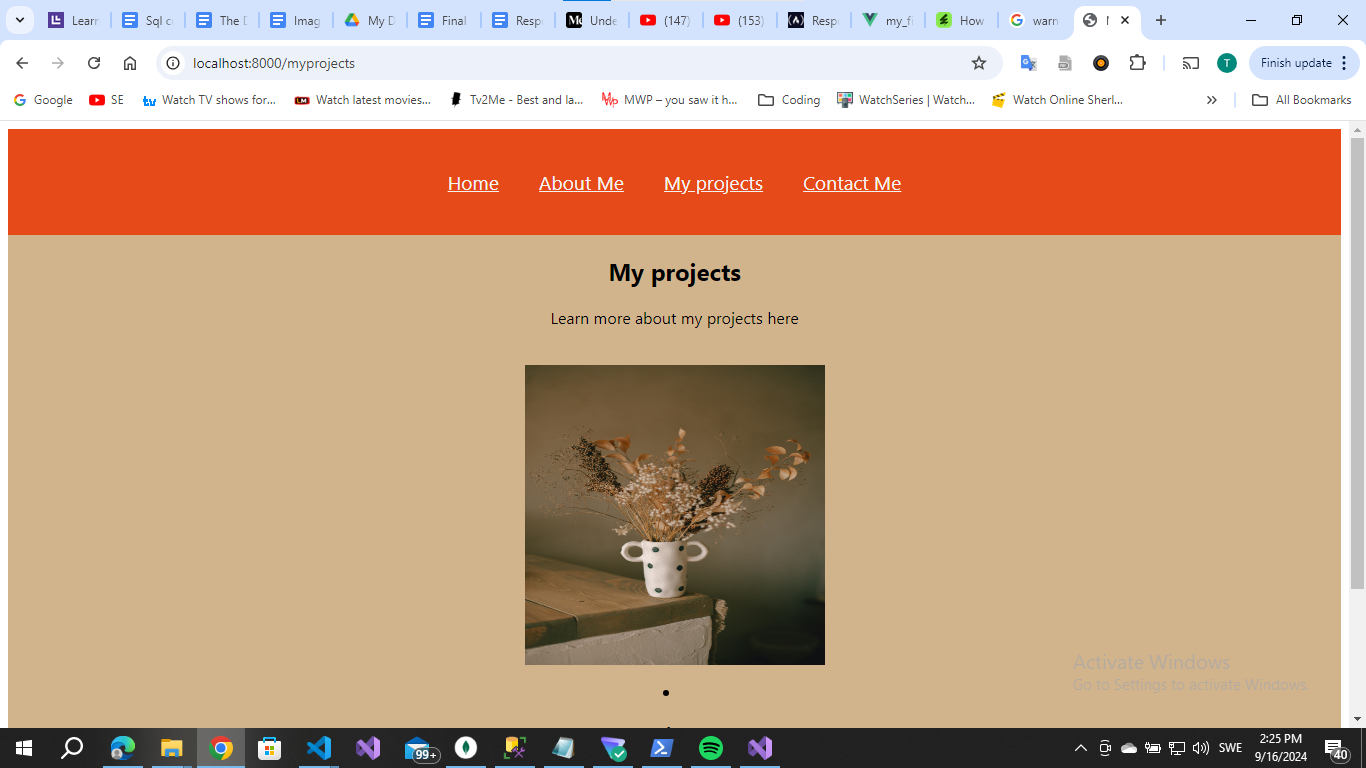 Learn
Sql c
The D
Imag
My D
Final
Resp
Unde
(147)
(153)
Resp
my_fi
How
warn
localhost:8000/myprojects
T
Finish update
Google
SE
Watch TV shows for...
Watch latest movies...
Tv2Me - Best and la...
MWP – you saw it h...
Coding
WatchSeries | Watch...
Watch Online Sherl...
All Bookmarks
Home
About Me
My projects
Contact Me
My projects
Learn more about my projects here
Activate Windows
Go to Settings to activate Windows.
99+
SWE
2:25 PM
9/16/2024
40